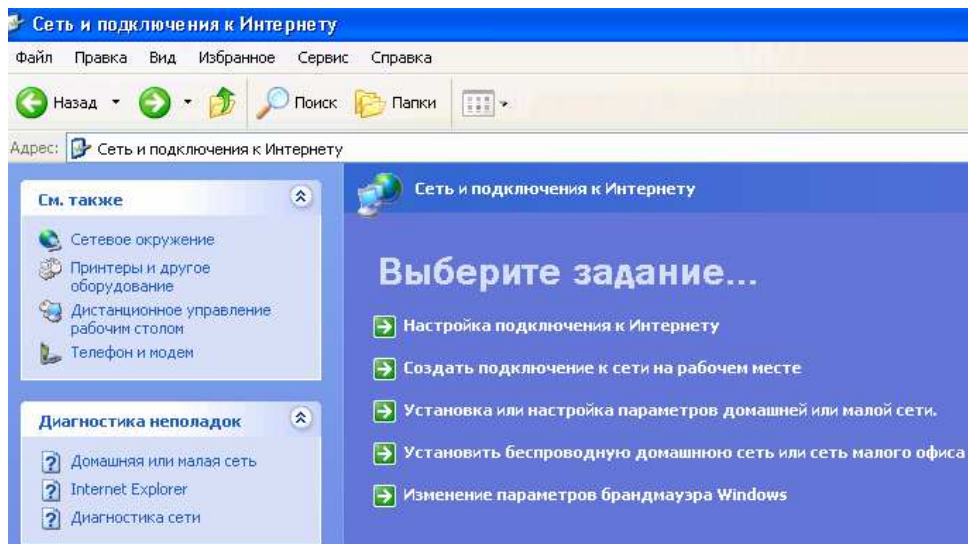 Сеть и подключения к Интернету
Файл Правка Вид Избранное Сервис Справка
Назад Поиск Папки
Адрес: Сеть и подключения к Интернету
См. также
Сетевое окружение
Принтеры и другое
оборудование
Дистанционное управление
рабочим столом
Телефон и модем
Диагностика неполадок
Домашняя или малая сеть
Internet Explorer
Диагностика сети
Сеть и подключения к Интернету
Выберите задание...
Настройка подключения к Интернету
Создать подключение к сети на рабочем месте
Установка или настройка параметров домашней или малой сети.
Установить беспроводную домашнюю сеть или сеть малого офиса
Изменение параметров брандмауэра Windows